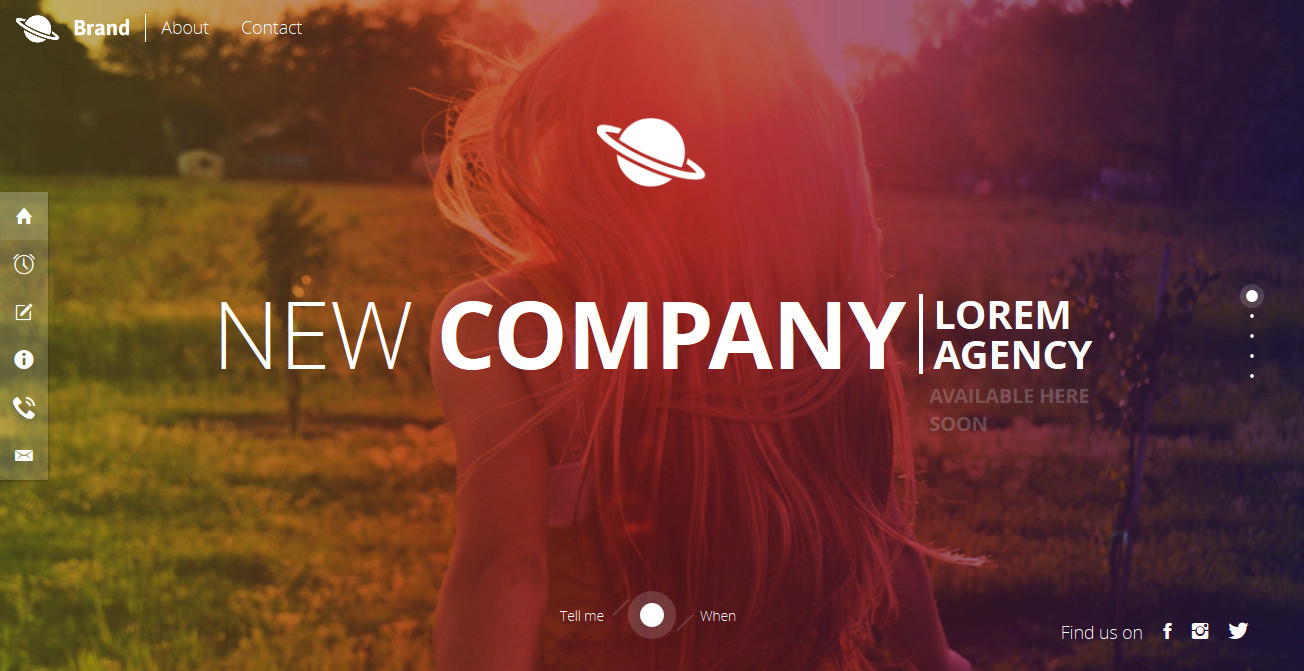 Brand
About
Contact
NEW COMPANY
LOREM
AGENCY
AVAILABLE HERE
SOON
Tell me
When
Find us on